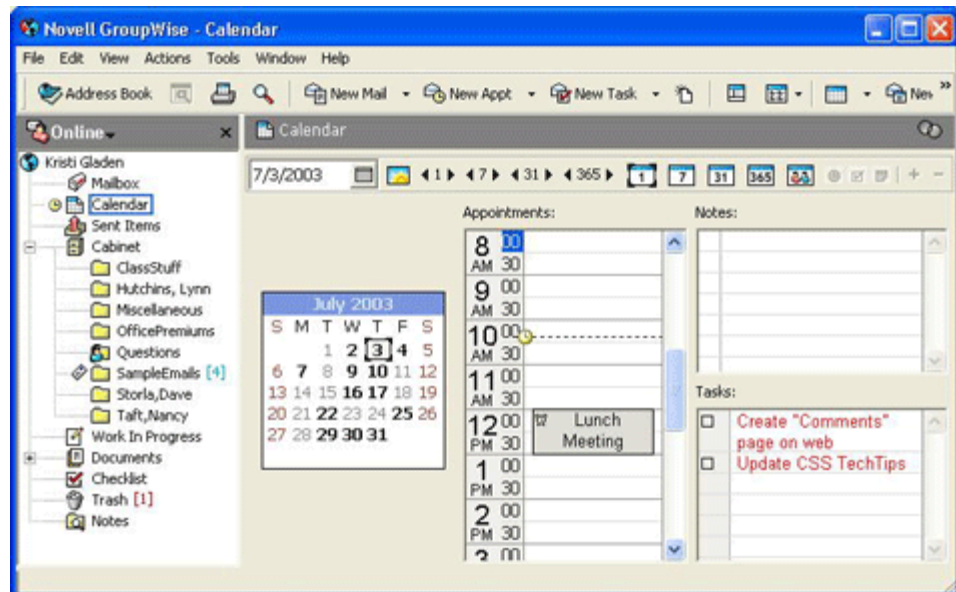 Novell GroupWise - Calendar
File Edit View Actions Tools Window Help
Address Book New Mail New Appt New Task New »
Online
Calendar
Kristi Gladen
Mailbox
Calendar
Sent Items
Cabinet
ClassStuff
Hutchins, Lynn
Miscellaneous
OfficePremiums
Questions
SampleEmails [4]
Storla,Dave
Taft,Nancy
Work In Progress
Documents
Checklist
Trash [1]
Notes
7/3/2003 1 7 31 365 1 7 31 365
July 2003
S M T W T F S
1 2 3 4 5
6 7 8 9 10 11 12
13 14 15 16 17 18 19
20 21 22 23 24 25 26
27 28 29 30 31
Appointments:
8 00
AM 30
9 00
AM 30
10 00
AM 30
11 00
AM 30
12 00
PM 30
Lunch
Meeting
1 00
PM 30
2 00
PM 30
3 00
Notes:
Tasks:
Create "Comments"
page on web
Update CSS TechTips